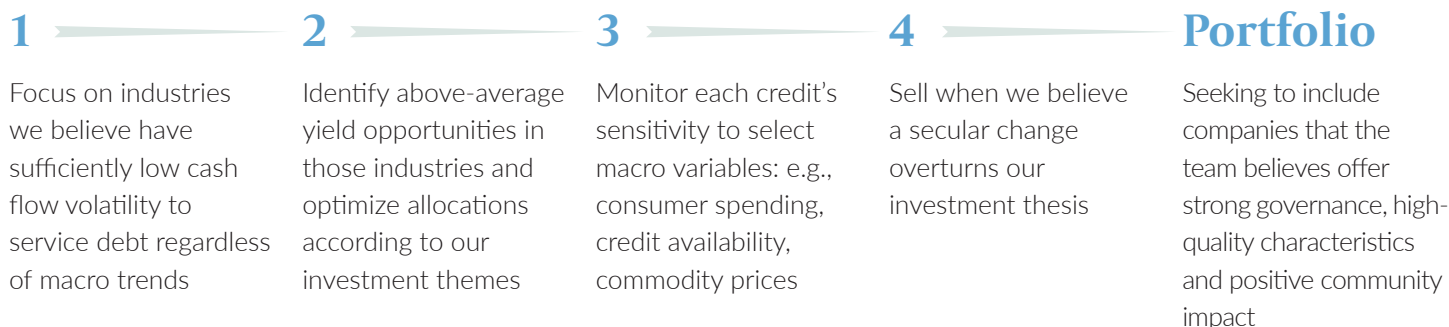 1
Focus on industries
we believe have
sufficiently low cash
flow volatility to
service debt regardless
of macro trends
2
Identify above-average
yield opportunities in
those industries and
optimize allocations
according to our
investment themes
3
Monitor each credit’s
sensitivity to select
macro variables: e.g.,
consumer spending,
credit availability,
commodity prices
4
Sell when we believe
a secular change
overturns our
investment thesis
Portfolio
Seeking to include
companies that the
team believes offer
strong governance, high-
quality characteristics
and positive community
impact